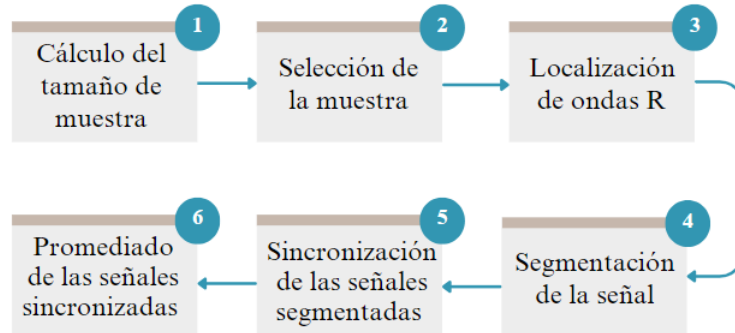 1
Cálculo del
tamaño de
muestra
2
Selección de
la muestra
3
Localización
de ondas R
4
Segmentación
de la señal
5
Sincronización
de las señales
segmentadas
6
Promediado
de las señales
sincronizadas